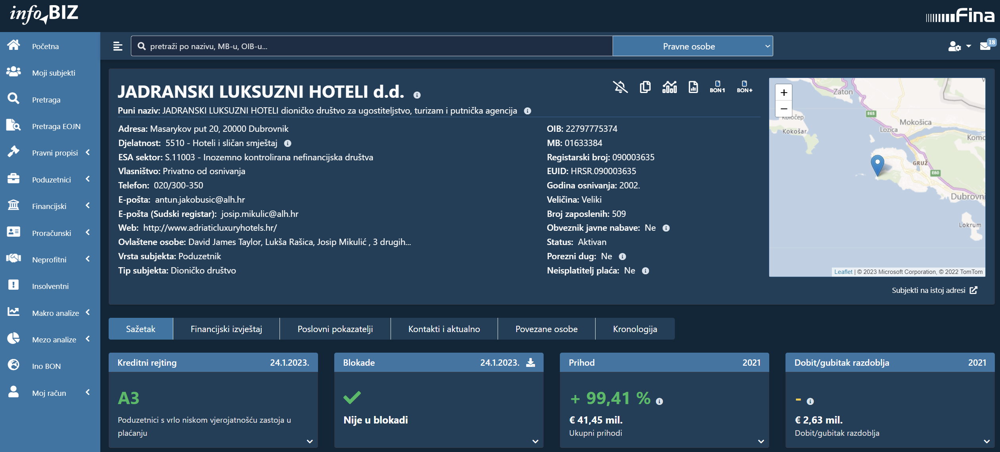 info BIZ
Fina
Početna
Moji subjekti
Pretraga
Pretraga EOJN
Pravni propisi
Poduzetnici
Financijski
Proračunski
Neprofitni
Insolventni
Makro analize
Mezo analize
Ino BON
Moj račun
pretraži po nazivu, MB-u, OIB-u...
Pravne osobe
18
JADRANSKI LUKSUZNI HOTELI d.d.
BON1
BON+
Puni naziv: JADRANSKI LUKSUZNI HOTELI dioničko društvo za ugostiteljstvo, turizam i putnička agencija
Adresa: Masarykov put 20, 20000 Dubrovnik
Djelatnost: 5510 - Hoteli i sličan smještaj
ESA sektor: S.11003 - Inozemno kontrolirana nefinancijska društva
Vlasništvo: Privatno od osnivanja
Telefon: 020/300-350
E-pošta: antun.jakobusic@alh.hr
E-pošta (Sudski registar): josip.mikulic@alh.hr
Web: http://www.adriaticluxuryhotels.hr/
Ovlaštene osobe: David James Taylor, Lukša Rašica, Josip Mikulić , 3 drugih...
Vrsta subjekta: Poduzetnik
Tip subjekta: Dioničko društvo
OIB: 22797775374
MB: 01633384
Registarski broj: 090003635
EUID: HRSR.090003635
Godina osnivanja: 2002.
Veličina: Veliki
Broj zaposlenih: 509
Obveznik javne nabave: Ne
Status: Aktivan
Porezni dug: Ne
Neisplatitelj plaća: Ne
+
−
Zaton
Koločep
Kokošar
E65
Mokošica
Lozica
Komo
GRUŽ
E80
Dubrovn
Lokrum
Leaflet | © 2023 Microsoft Corporation, © 2022 TomTom
Subjekti na istoj adresi
Sažetak
Financijski izvještaj
Poslovni pokazatelji
Kontakti i aktualno
Povezane osobe
Kronologija
Kreditni rejting 24.1.2023.
A3
Poduzetnici s vrlo niskom vjerojatnošću zastoja u
plaćanju
Blokade 24.1.2023.
Nije u blokadi
Prihod 2021
+ 99,41 %
€ 41,45 mil.
Ukupni prihodi
Dobit/gubitak razdoblja 2021
-
€ 2,63 mil.
Dobit/gubitak razdoblja